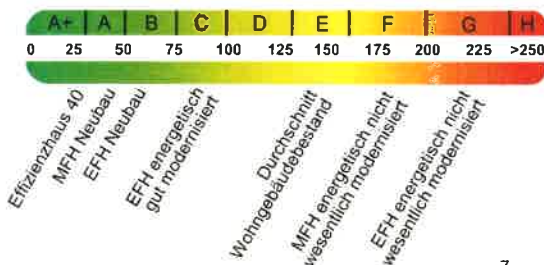 A+ A B C D E F G H
0 25 50 75 100 125 150 175 200 225 >250
Effizienzhaus 40
MFH Neubau
EFH Neubau
EFH energetisch
gut modernisiert
Durchschnitt
Wohngebäudebestand
MFH energetisch nicht
wesentlich modernisiert
EFH energetisch nicht
wesentlich modernisiert
7